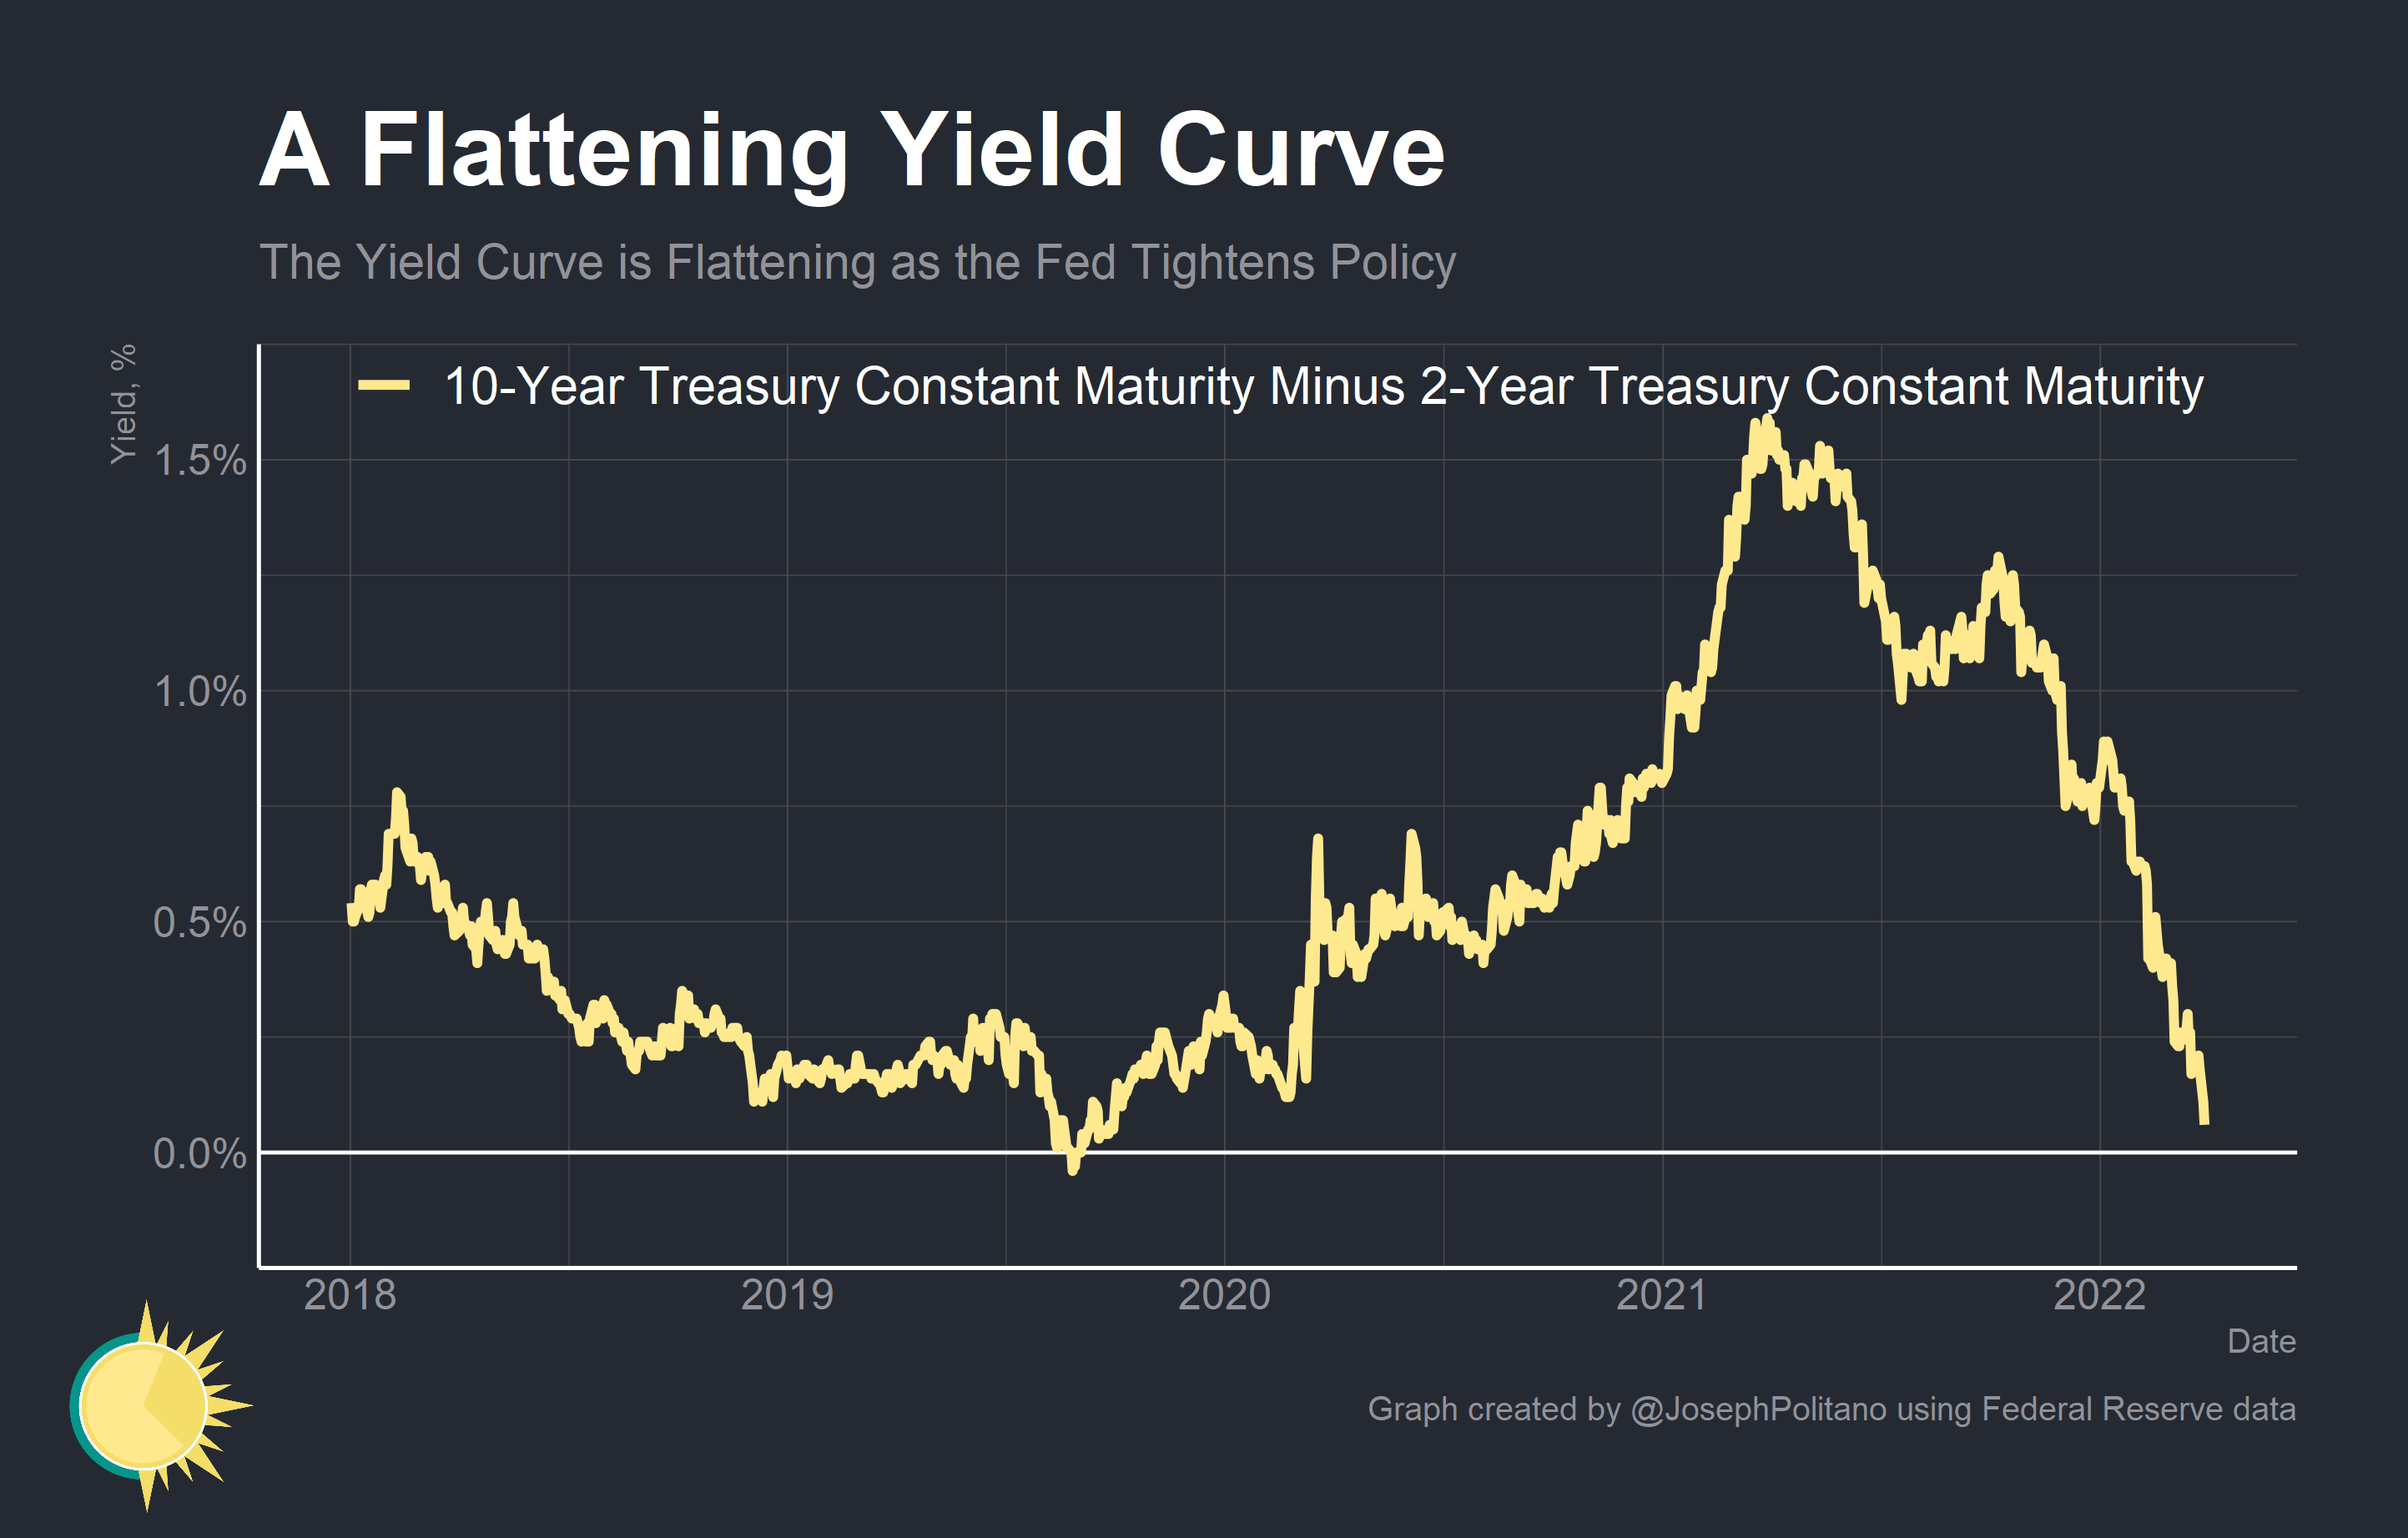 A Flattening Yield Curve
The Yield Curve is Flattening as the Fed Tightens Policy
Yield, %
10-Year Treasury Constant Maturity Minus 2-Year Treasury Constant Maturity
1.5%
1.0%
0.5%
0.0%
2018 2019 2020 2021 2022
Date
Graph created by @JosephPolitano using Federal Reserve data